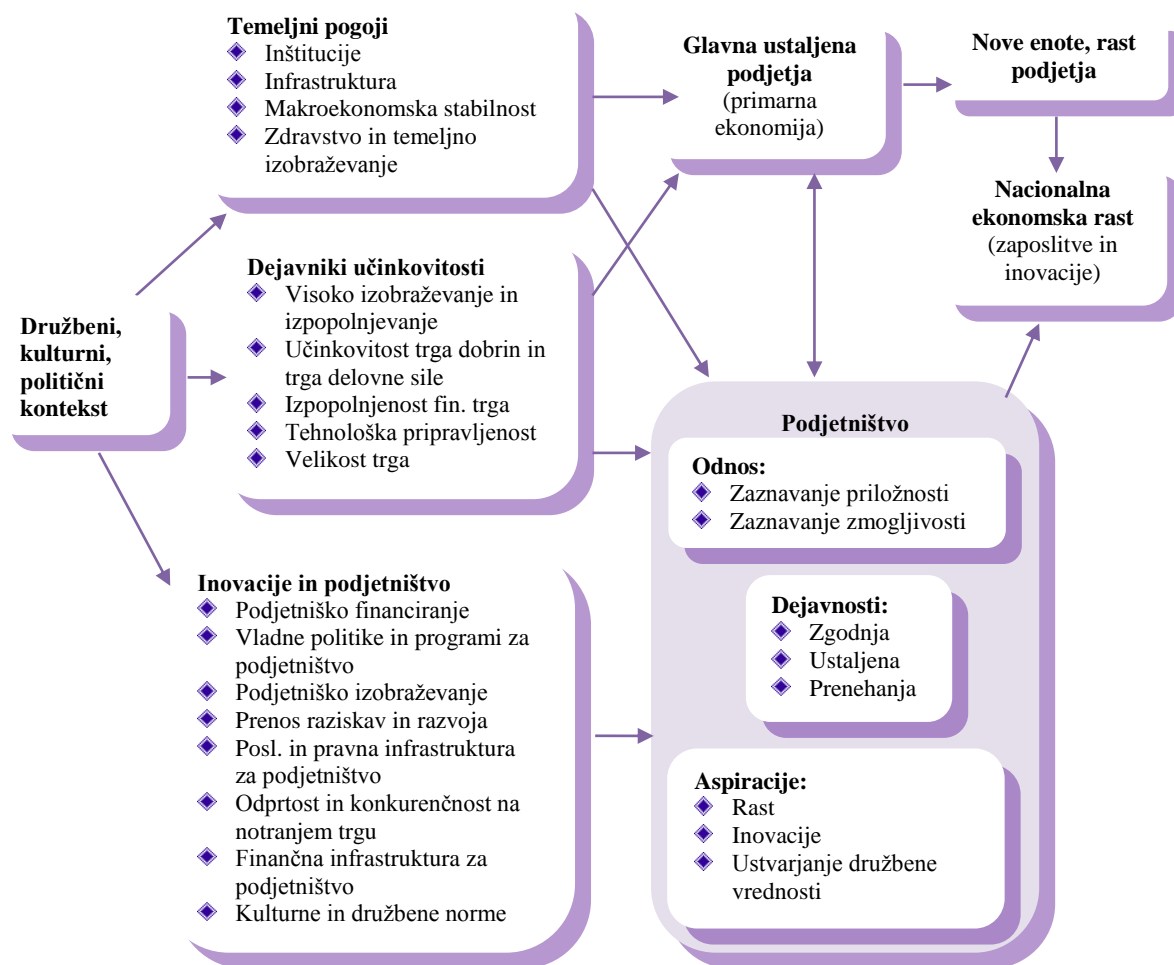 Temeljni pogoji
Inštitucije
Infrastruktura
Makroekonomska stabilnost
Zdravstvo in temeljno
izobraževanje
Glavna ustaljena
podjetja
(primarna
ekonomija)
Nove enote, rast
podjetja
Nacionalna
ekonomska rast
(zaposlitve in
inovacije)
Družbeni,
kulturni,
politični
kontekst
Dejavniki učinkovitosti
Visoko izobraževanje in
izpopolnjevanje
Učinkovitost trga dobrin in
trga delovne sile
Izpopolnjenost fin. trga
Tehnološka pripravljenost
Velikost trga
Inovacije in podjetništvo
Podjetniško financiranje
Vladne politike in programi za
podjetništvo
Podjetniško izobraževanje
Prenos raziskav in razvoja
Posl. in pravna infrastruktura
za podjetništvo
Odprtost in konkurenčnost na
notranjem trgu
Finančna infrastruktura za
podjetništvo
Kulturne in družbene norme
Podjetništvo
Odnos:
Zaznavanje priložnosti
Zaznavanje zmogljivosti
Dejavnosti:
Zgodnja
Ustaljena
Prenehanja
Aspiracije:
Rast
Inovacije
Ustvarjanje družbene
vrednosti